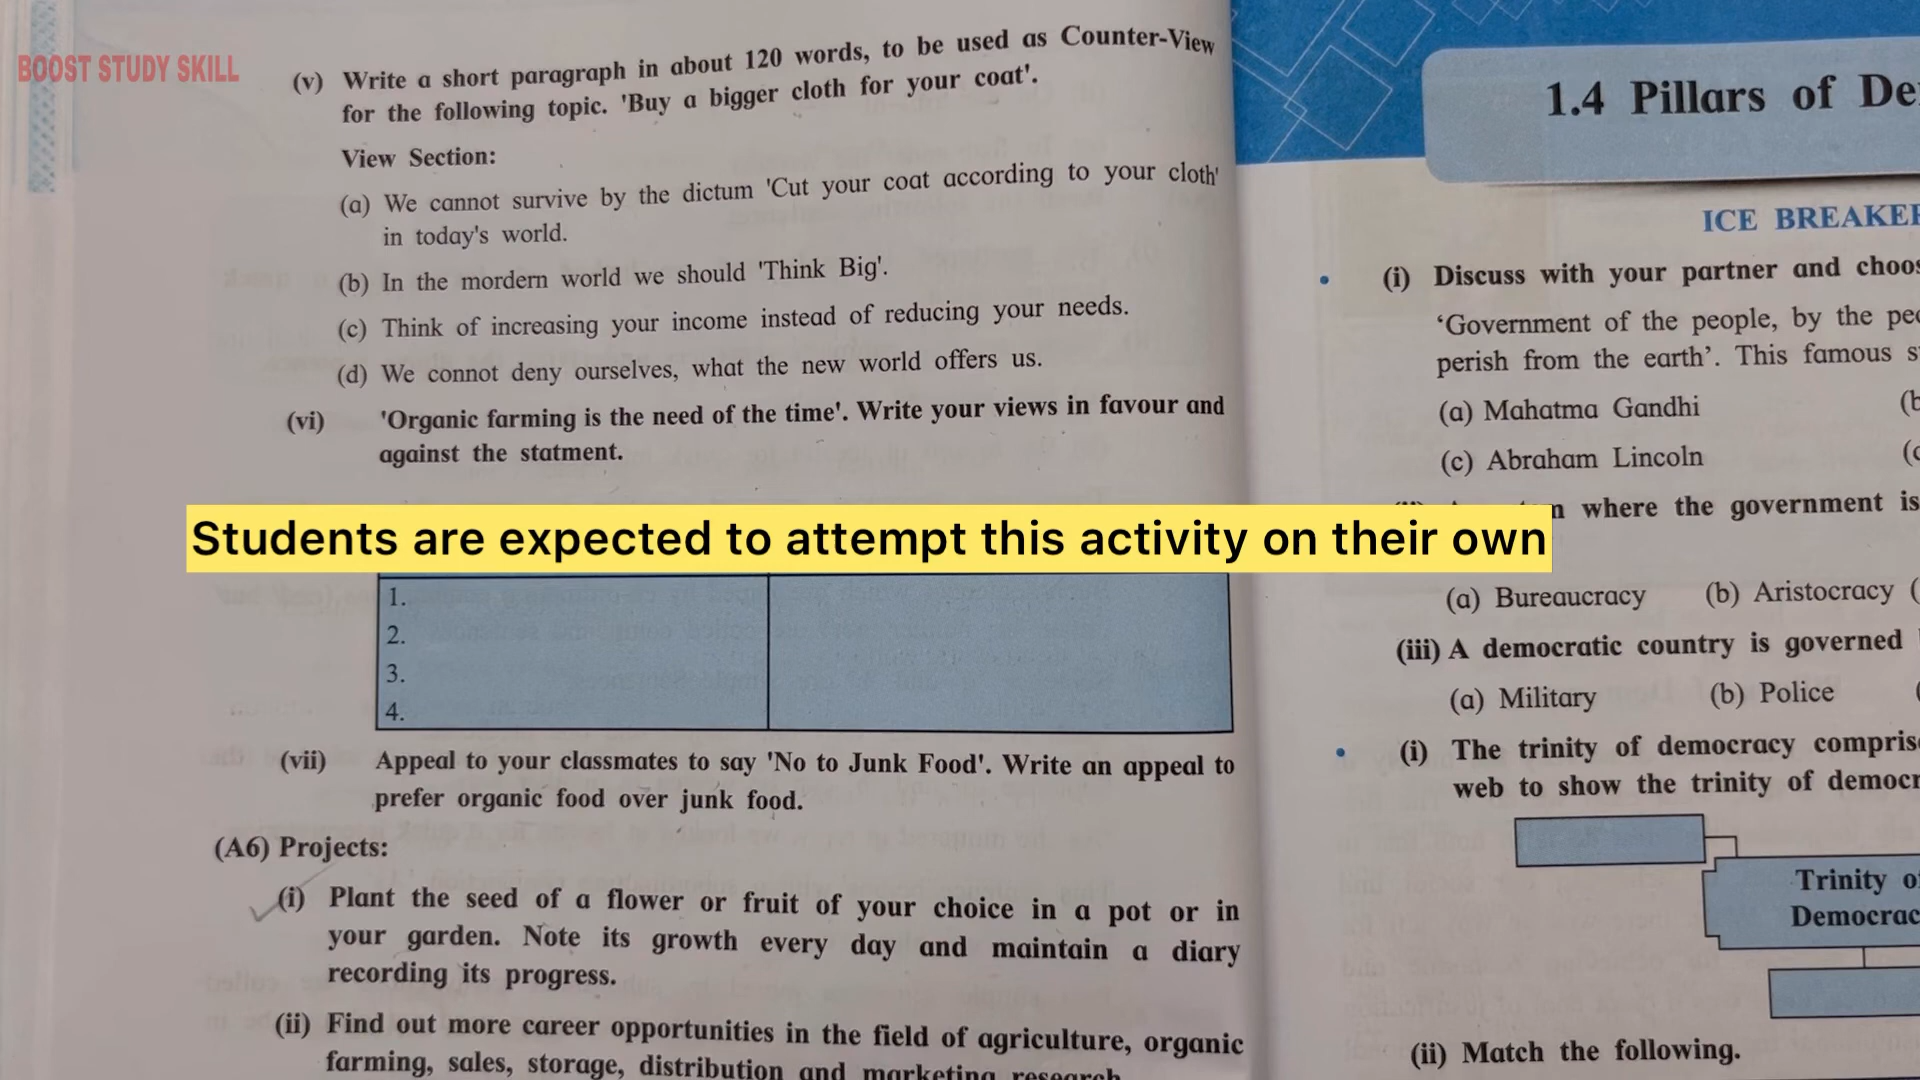 BOOST STUDY SKILL
(v) Write a short paragraph in about 120 words, to be used as Counter-View
for the following topic. 'Buy a bigger cloth for your coat'.
View Section:
(a) We cannot survive by the dictum 'Cut your coat according to your cloth'
in today's world.
(b) In the mordern world we should 'Think Big'.
(c) Think of increasing your income instead of reducing your needs.
(d) We connot deny ourselves, what the new world offers us.
(vi) 'Organic farming is the need of the time'. Write your views in favour and
against the statment.
Students are expected to attempt this activity on their own
1.
2.
3.
4.
(vii) Appeal to your classmates to say 'No to Junk Food'. Write an appeal to
prefer organic food over junk food.
(A6) Projects:
(i) Plant the seed of a flower or fruit of your choice in a pot or in
your garden. Note its growth every day and maintain a diary
recording its progress.
(ii) Find out more career opportunities in the field of agriculture, organic
farming, sales, storage, distribution and marketing research
1.4 Pillars of De
ICE BREAKE
• (i) Discuss with your partner and choos
‘Government of the people, by the peo
perish from the earth’. This famous s
(a) Mahatma Gandhi
(c) Abraham Lincoln
where the government is
(a) Bureaucracy (b) Aristocracy (
(iii) A democratic country is governed
(a) Military (b) Police
• (i) The trinity of democracy compris
web to show the trinity of democr
Trinity o
Democrac
(ii) Match the following.